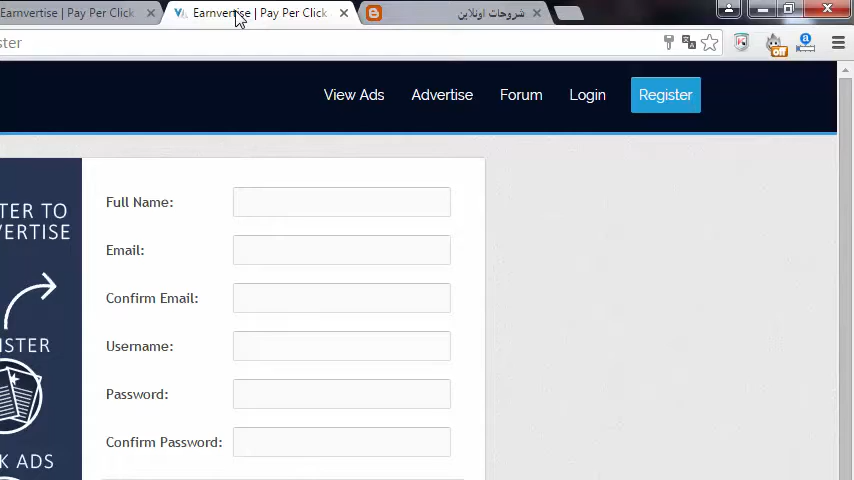 Earnvertise | Pay Per Click
Earnvertise | Pay Per Click
شروحات اونلاين
ster
View Ads
Advertise
Forum
Login
Register
TER TO
VERTISE
ISTER
K ADS
Full Name:
Email:
Confirm Email:
Username:
Password:
Confirm Password:
off